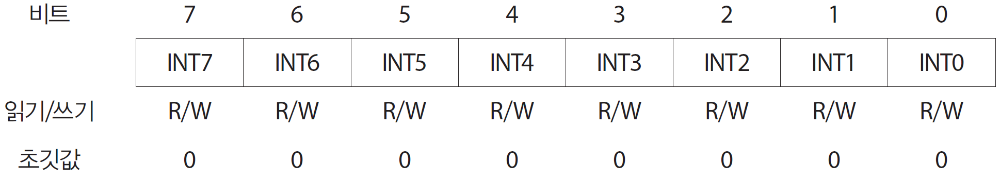 비트 7 6 5 4 3 2 1 0
INT7 INT6 INT5 INT4 INT3 INT2 INT1 INT0
읽기/쓰기 R/W R/W R/W R/W R/W R/W R/W R/W
초깃값 0 0 0 0 0 0 0 0